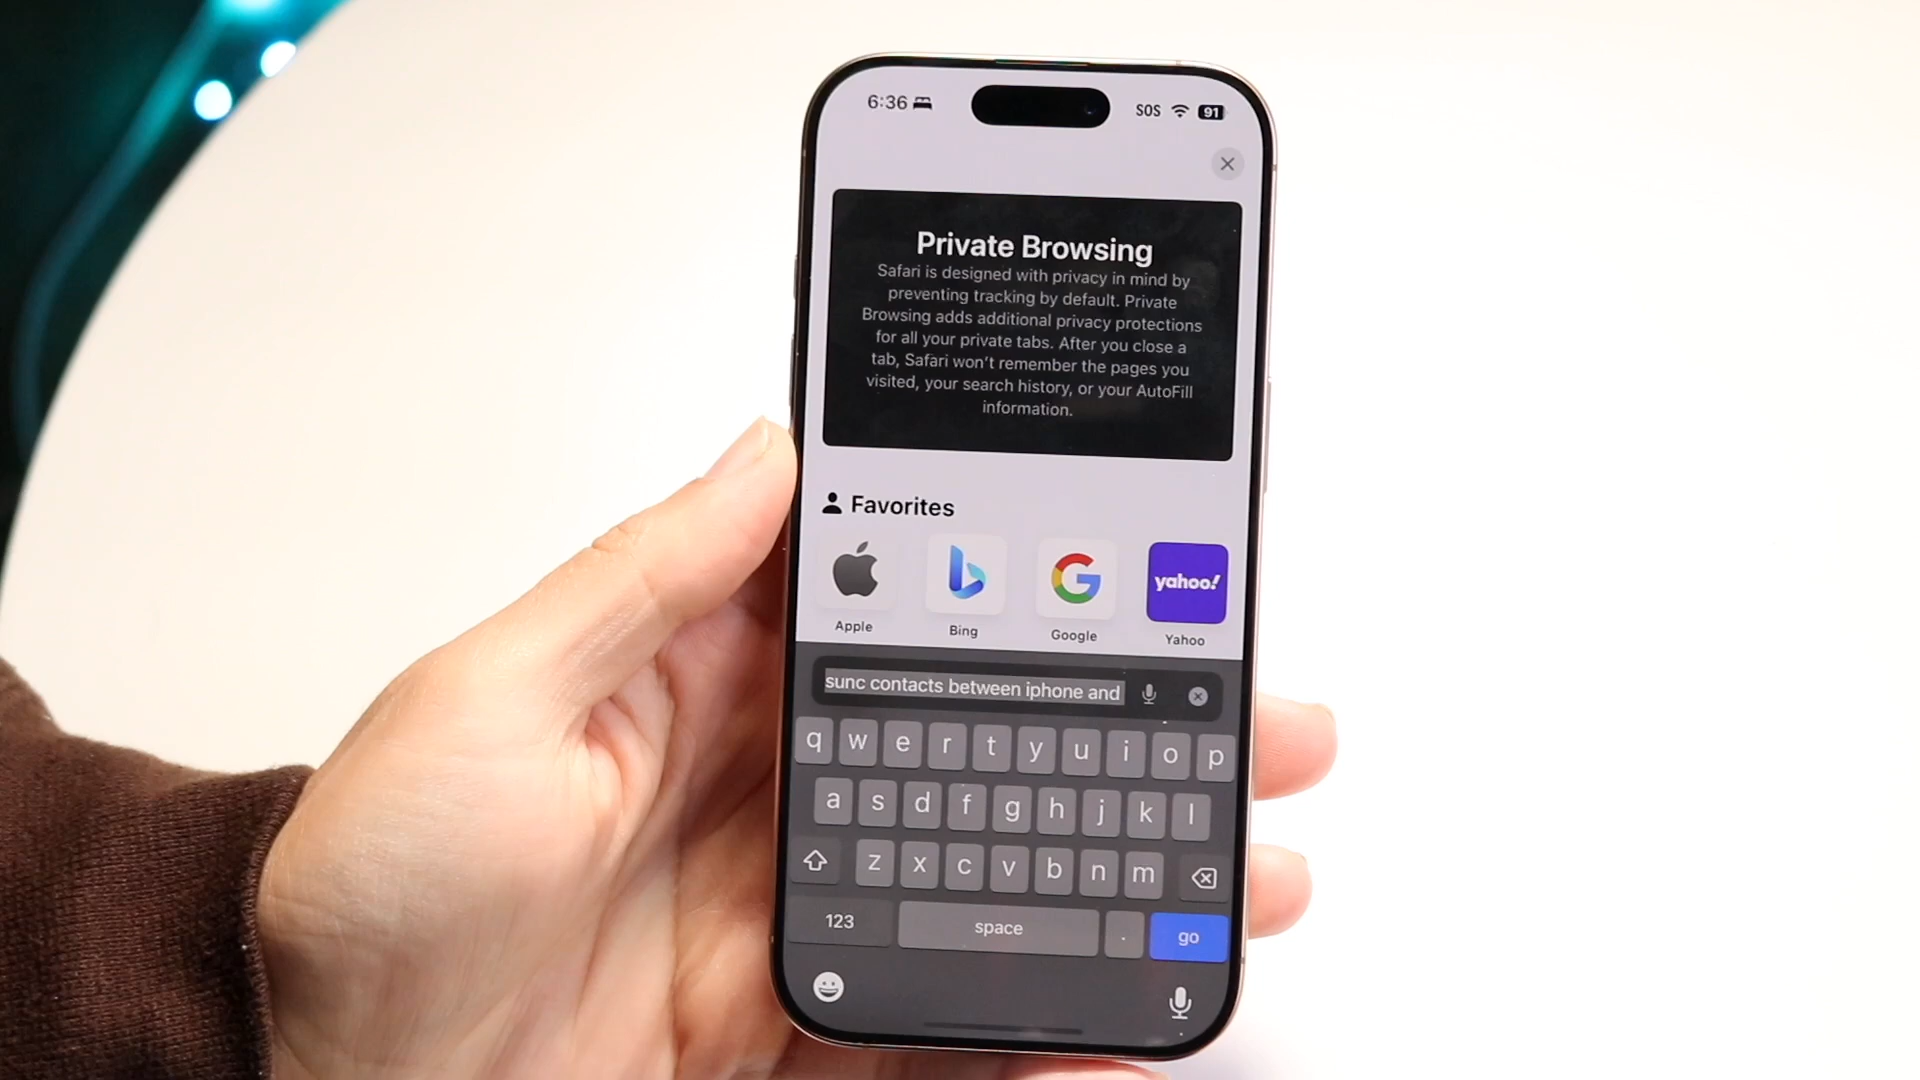 6:36 SOS 91
Private Browsing
Safari is designed with privacy in mind by
preventing tracking by default. Private
Browsing adds additional privacy protections
for all your private tabs. After you close a
tab, Safari won't remember the pages you
visited, your search history, or your AutoFill
information.
Favorites
yahoo!
Apple Bing Google Yahoo
sunc contacts between iphone and
q w e r t y u i o p
a s d f g h j k l
z x c v b n m
123 space . go